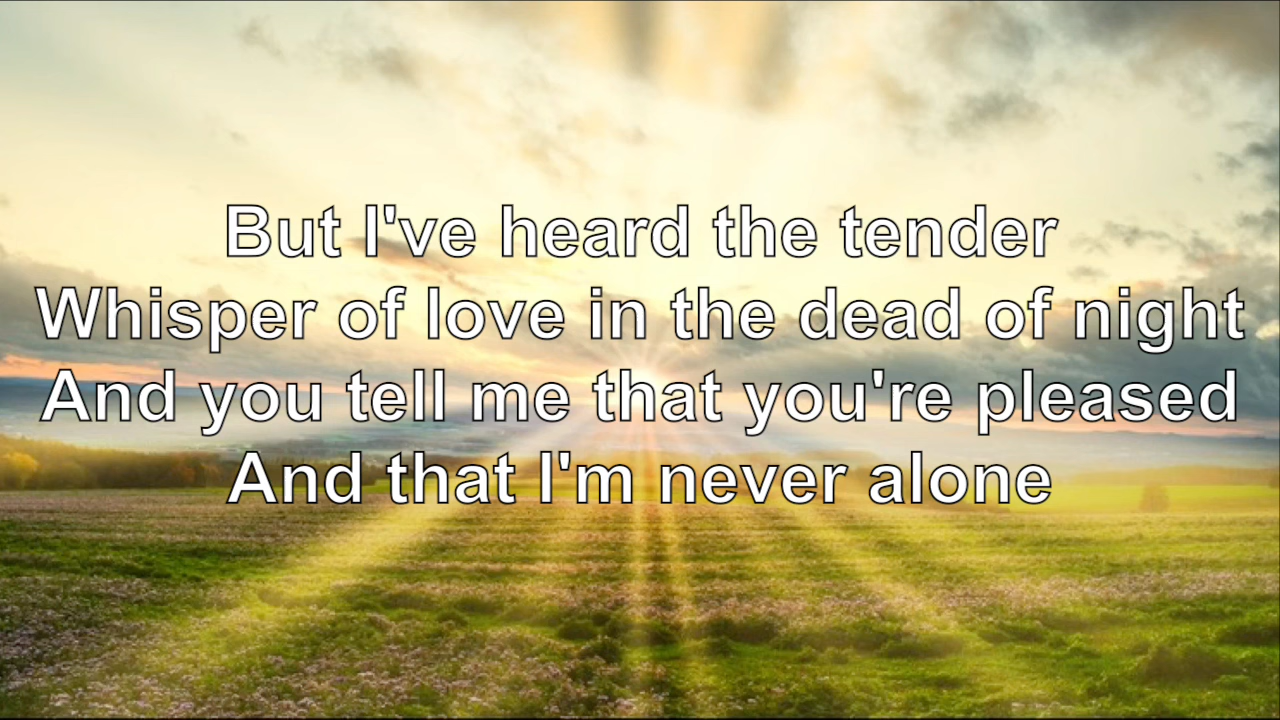 But I've heard the tender
Whisper of love in the dead of night
And you tell me that you're pleased
And that I'm never alone